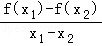 f(x₁)-f(x₂)
x₁-x₂